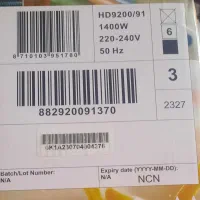 HD9200/91
1400W
220-240V
50 Hz
6
8710103951780
3
882920091370
2327
Batch/Lot Number:
N/A
Expiry date (YYYY-MM-DD):
N/A
NCN